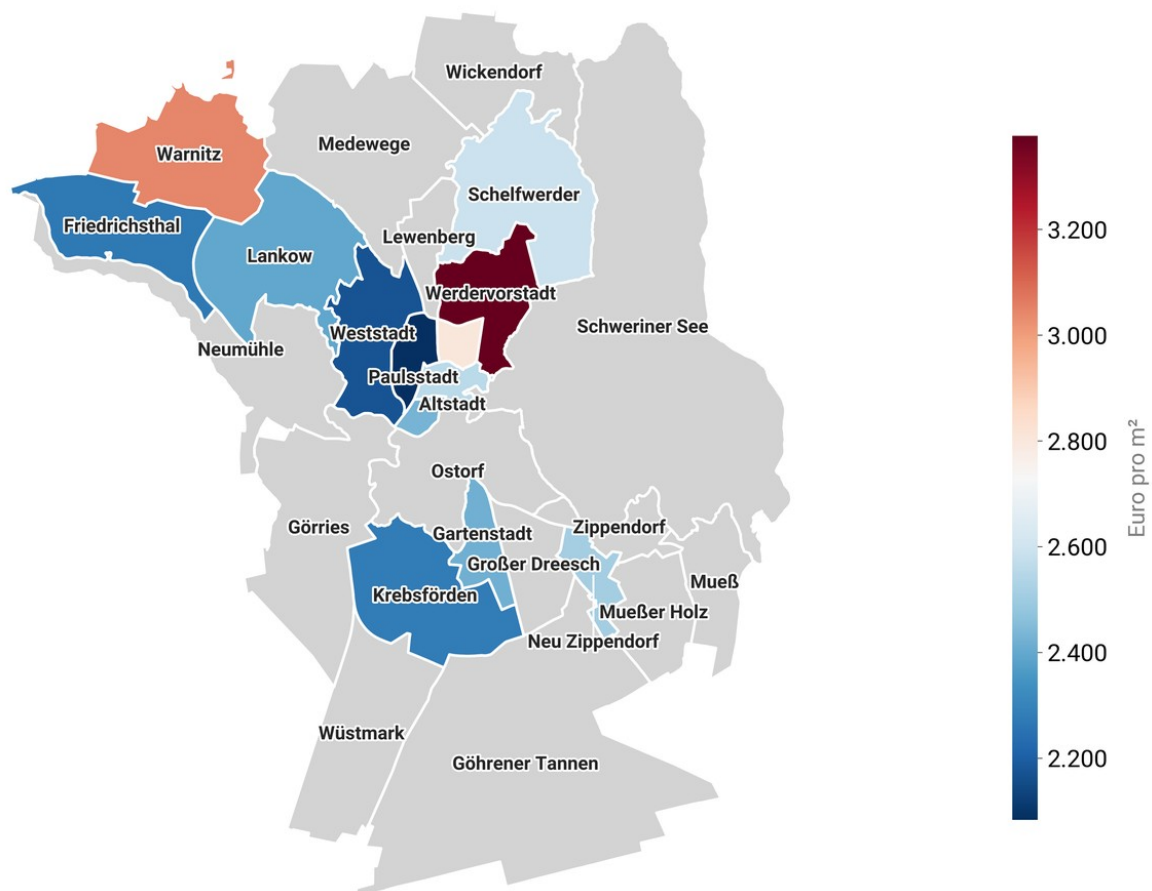 Wickendorf
Medewege
Warnitz
Schelfwerder
Friedrichsthal
Lewenberg
Lankow
Werdervorstadt
Schweriner See
Weststadt
Neumühle
Paulsstadt
Altstadt
Ostorf
Görries
Gartenstadt
Zippendorf
Großer Dreesch
Mueß
Krebsförden
Mueßer Holz
Neu Zippendorf
Wüstmark
Göhrener Tannen
3.200
3.000
2.800
2.600
2.400
2.200
Euro pro m²